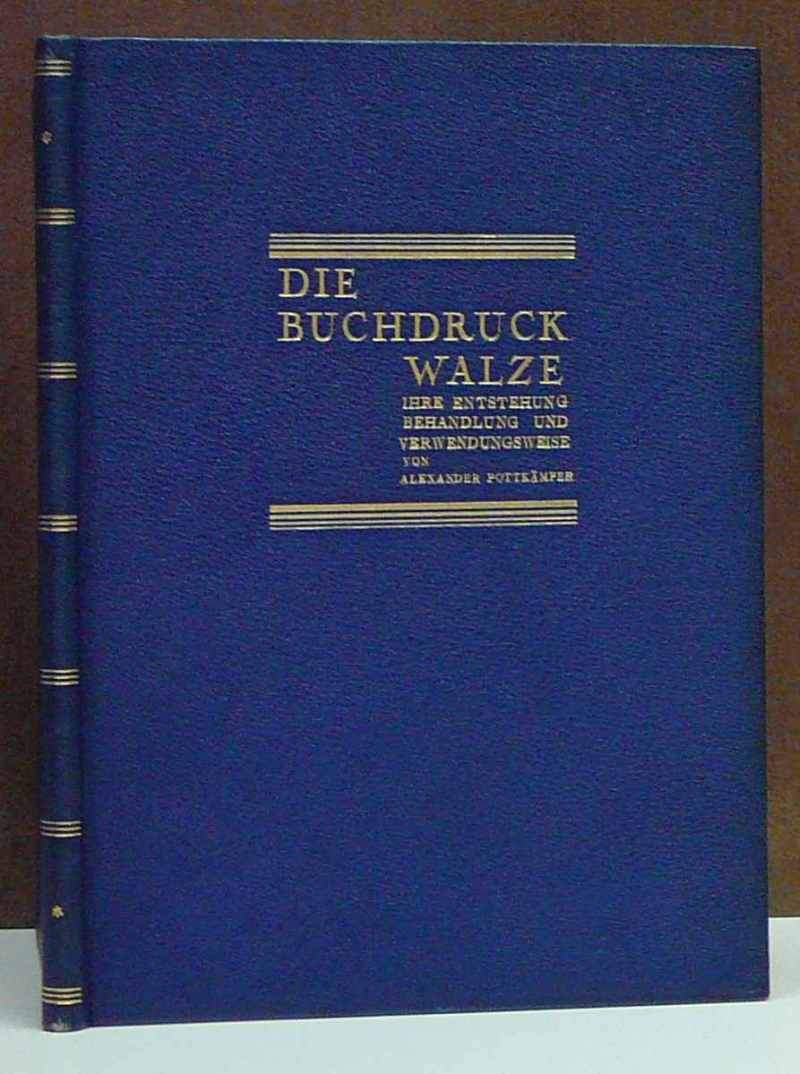 DIE
BUCHDRUCK
WALZE
IHRE ENTSTEHUNG
BEHANDLUNG UND
VERWENDUNGSWEISE
VON
ALEXANDER POTTKÄMPER